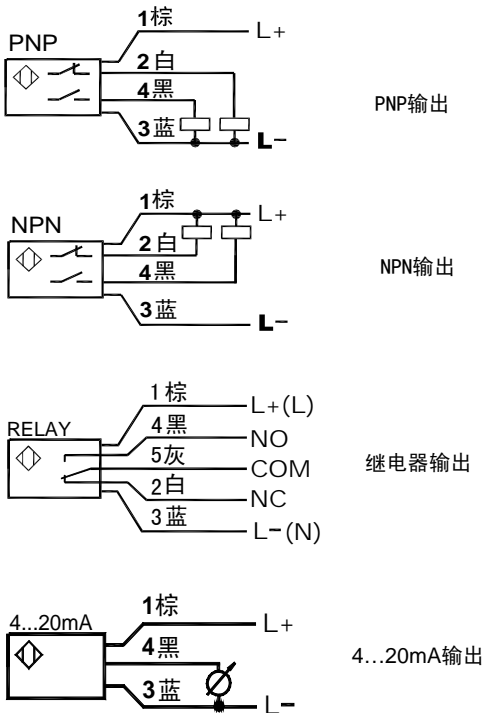 1棕
L+
PNP
2白
4黑
PNP输出
3蓝
L-
1棕
L+
NPN
2白
4黑
NPN输出
3蓝
L-
1棕
L+(L)
RELAY
4黑
NO
5灰
COM
继电器输出
2白
NC
3蓝
L-(N)
1棕
L+
4...20mA
4黑
4...20mA输出
3蓝
L-